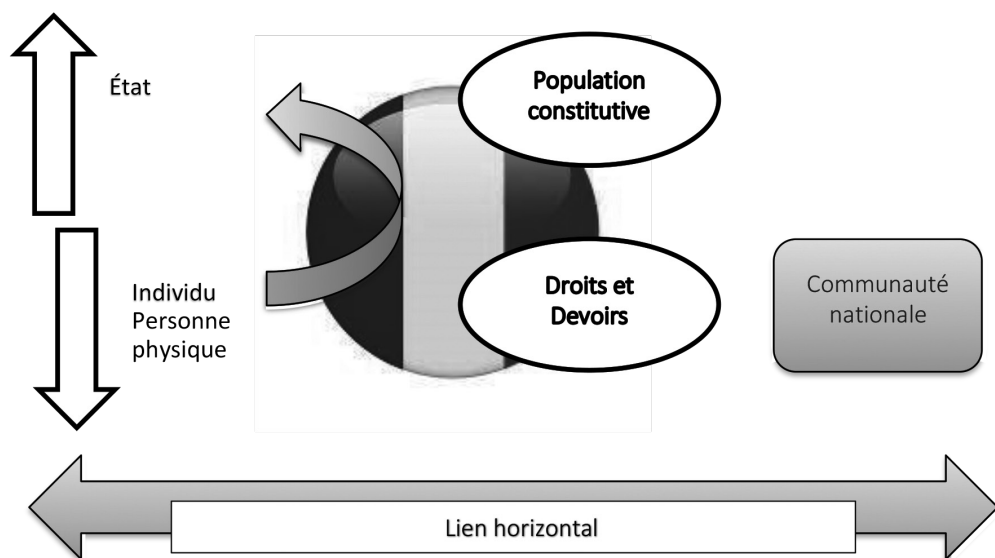 État
Population
constitutive
Individu
Personne
physique
Droits et
Devoirs
Communauté
nationale
Lien horizontal